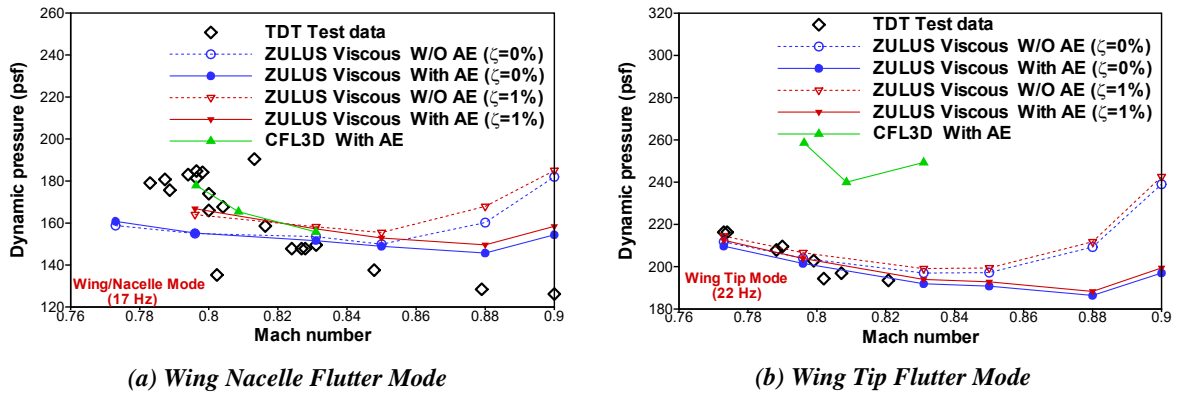 260
240
220
200
180
160
140
120
0.76
0.78
0.8
0.82
0.84
0.86
0.88
0.9
Dynamic pressure (psf)
Mach number
TDT Test data
ZULUS Viscous W/O AE (ζ=0%)
ZULUS Viscous With AE (ζ=0%)
ZULUS Viscous W/O AE (ζ=1%)
ZULUS Viscous With AE (ζ=1%)
CFL3D With AE
Wing/Nacelle Mode
(17 Hz)
(a) Wing Nacelle Flutter Mode
320
300
280
260
240
220
200
180
0.76
0.78
0.8
0.82
0.84
0.86
0.88
0.9
Dynamic pressure (psf)
Mach number
TDT Test data
ZULUS Viscous W/O AE (ζ=0%)
ZULUS Viscous With AE (ζ=0%)
ZULUS Viscous W/O AE (ζ=1%)
ZULUS Viscous With AE (ζ=1%)
CFL3D With AE
Wing Tip Mode
(22 Hz)
(b) Wing Tip Flutter Mode